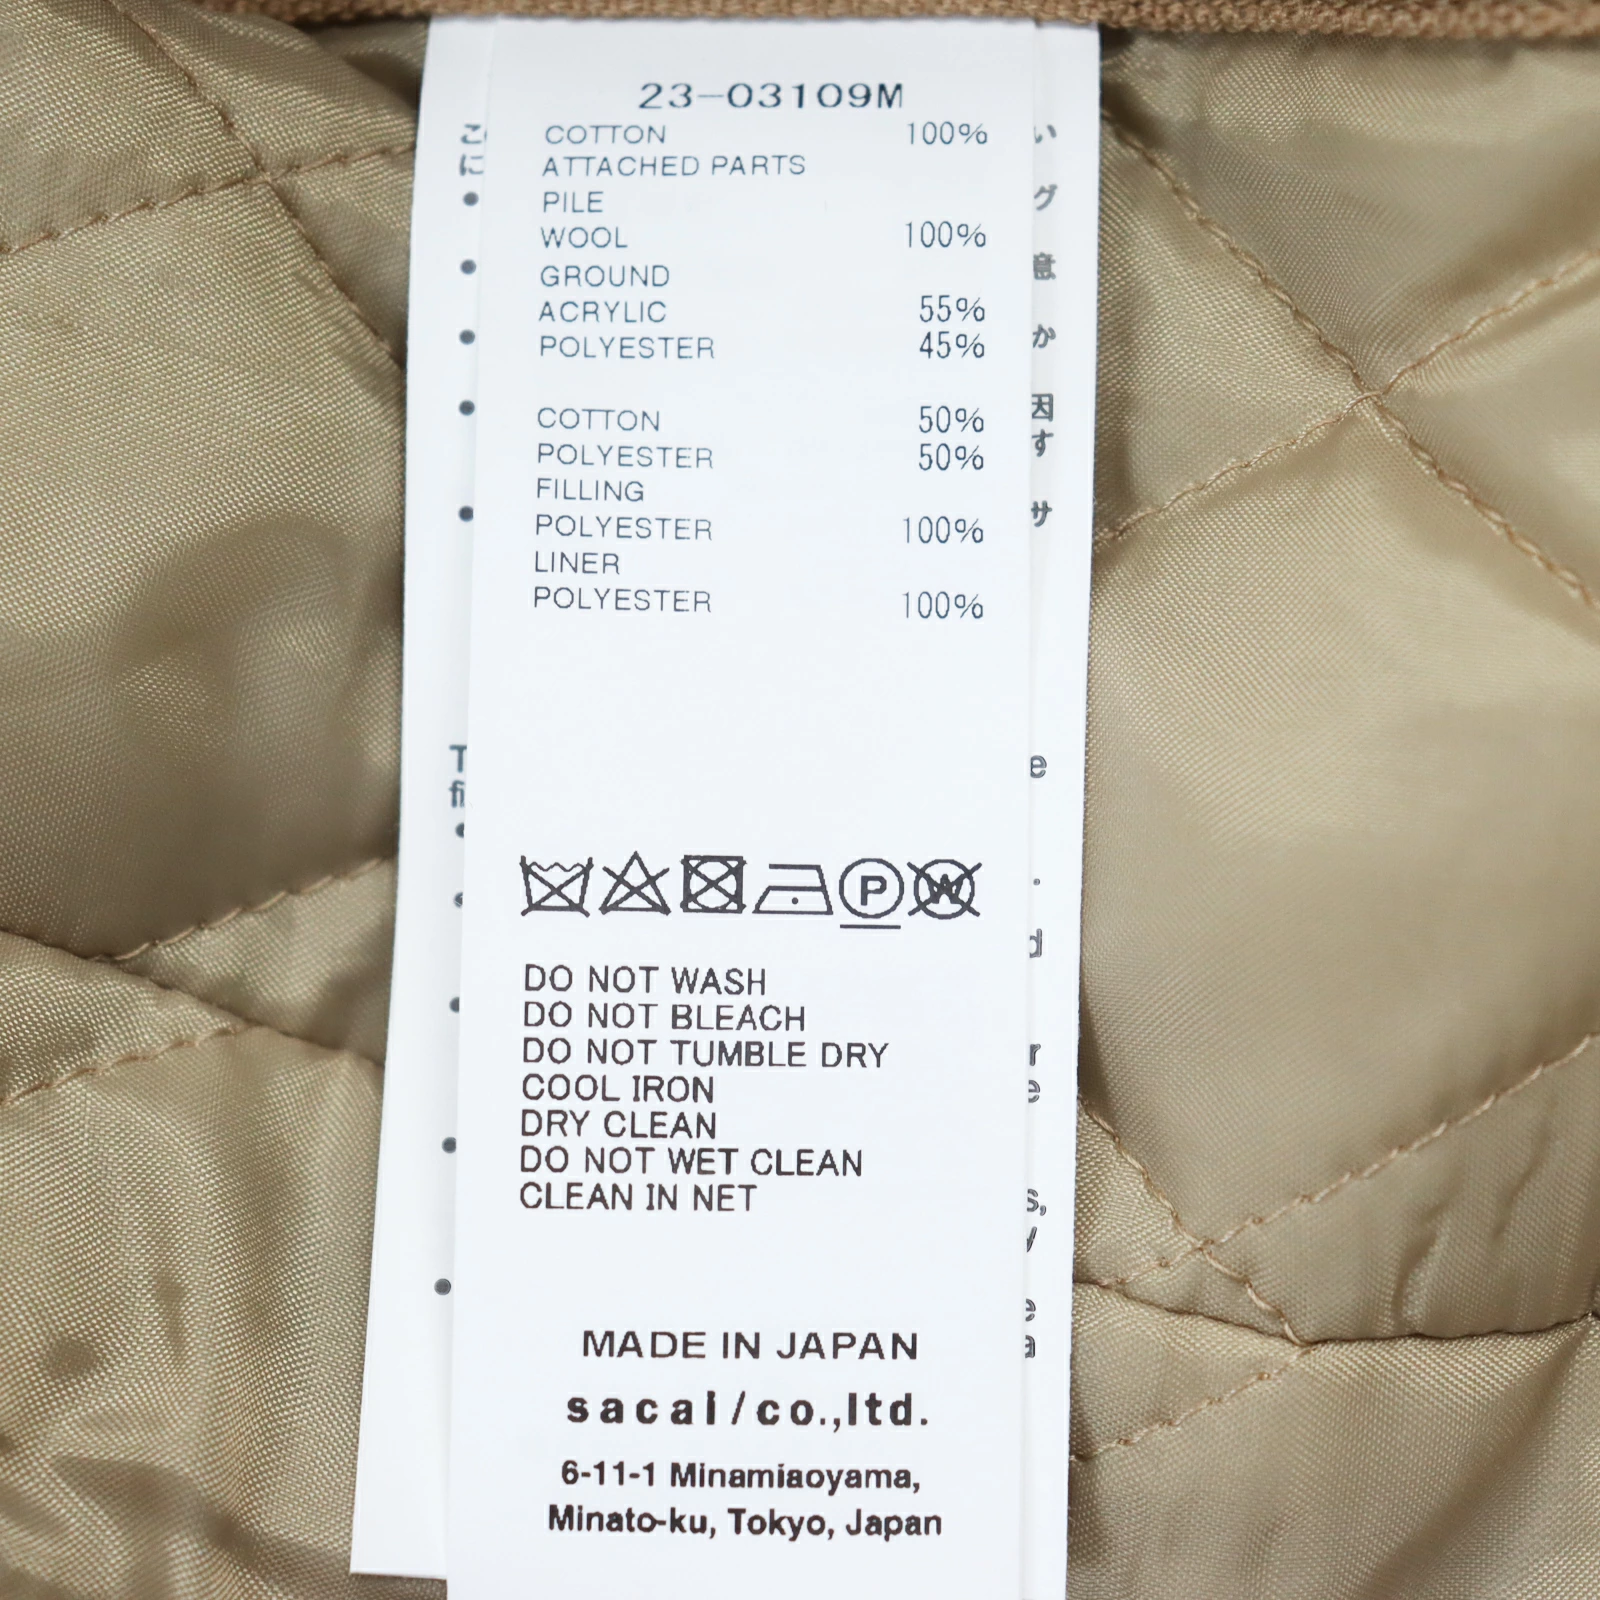 23-03109M
COTTON 100%
ATTACHED PARTS
PILE
WOOL 100%
GROUND
ACRYLIC 55%
POLYESTER 45%
COTTON 50%
POLYESTER 50%
FILLING
POLYESTER 100%
LINER
POLYESTER 100%
P
W
DO NOT WASH
DO NOT BLEACH
DO NOT TUMBLE DRY
COOL IRON
DRY CLEAN
DO NOT WET CLEAN
CLEAN IN NET
MADE IN JAPAN
sacai/co.,ltd.
6-11-1 Minamiaoyama,
Minato-ku, Tokyo, Japan